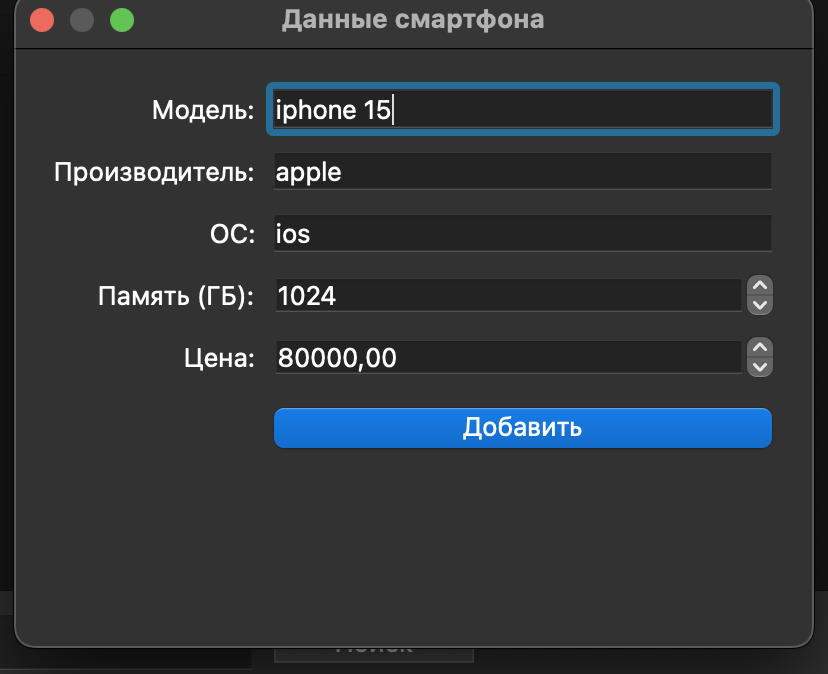 Данные смартфона
Модель: iphone 15
Производитель: apple
ОС: ios
Память (ГБ): 1024
Цена: 80000,00
Добавить